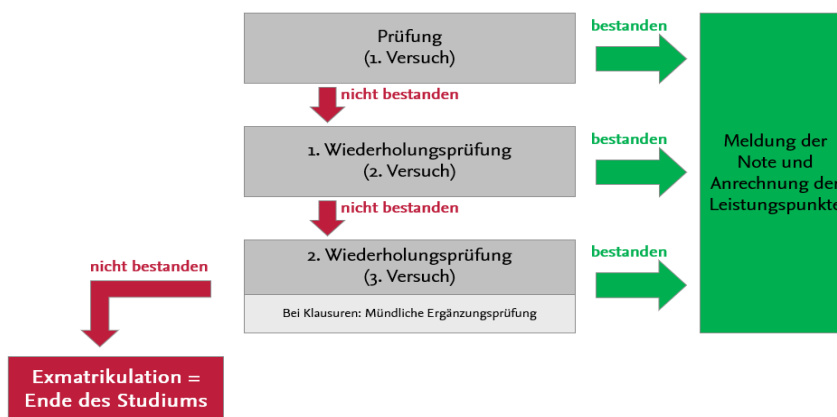 Prüfung
(1. Versuch)
bestanden
nicht bestanden
1. Wiederholungsprüfung
(2. Versuch)
bestanden
Meldung der
Note und
Anrechnung der
Leistungspunkte
nicht bestanden
2. Wiederholungsprüfung
(3. Versuch)
bestanden
nicht bestanden
Bei Klausuren: Mündliche Ergänzungsprüfung
Exmatrikulation =
Ende des Studiums